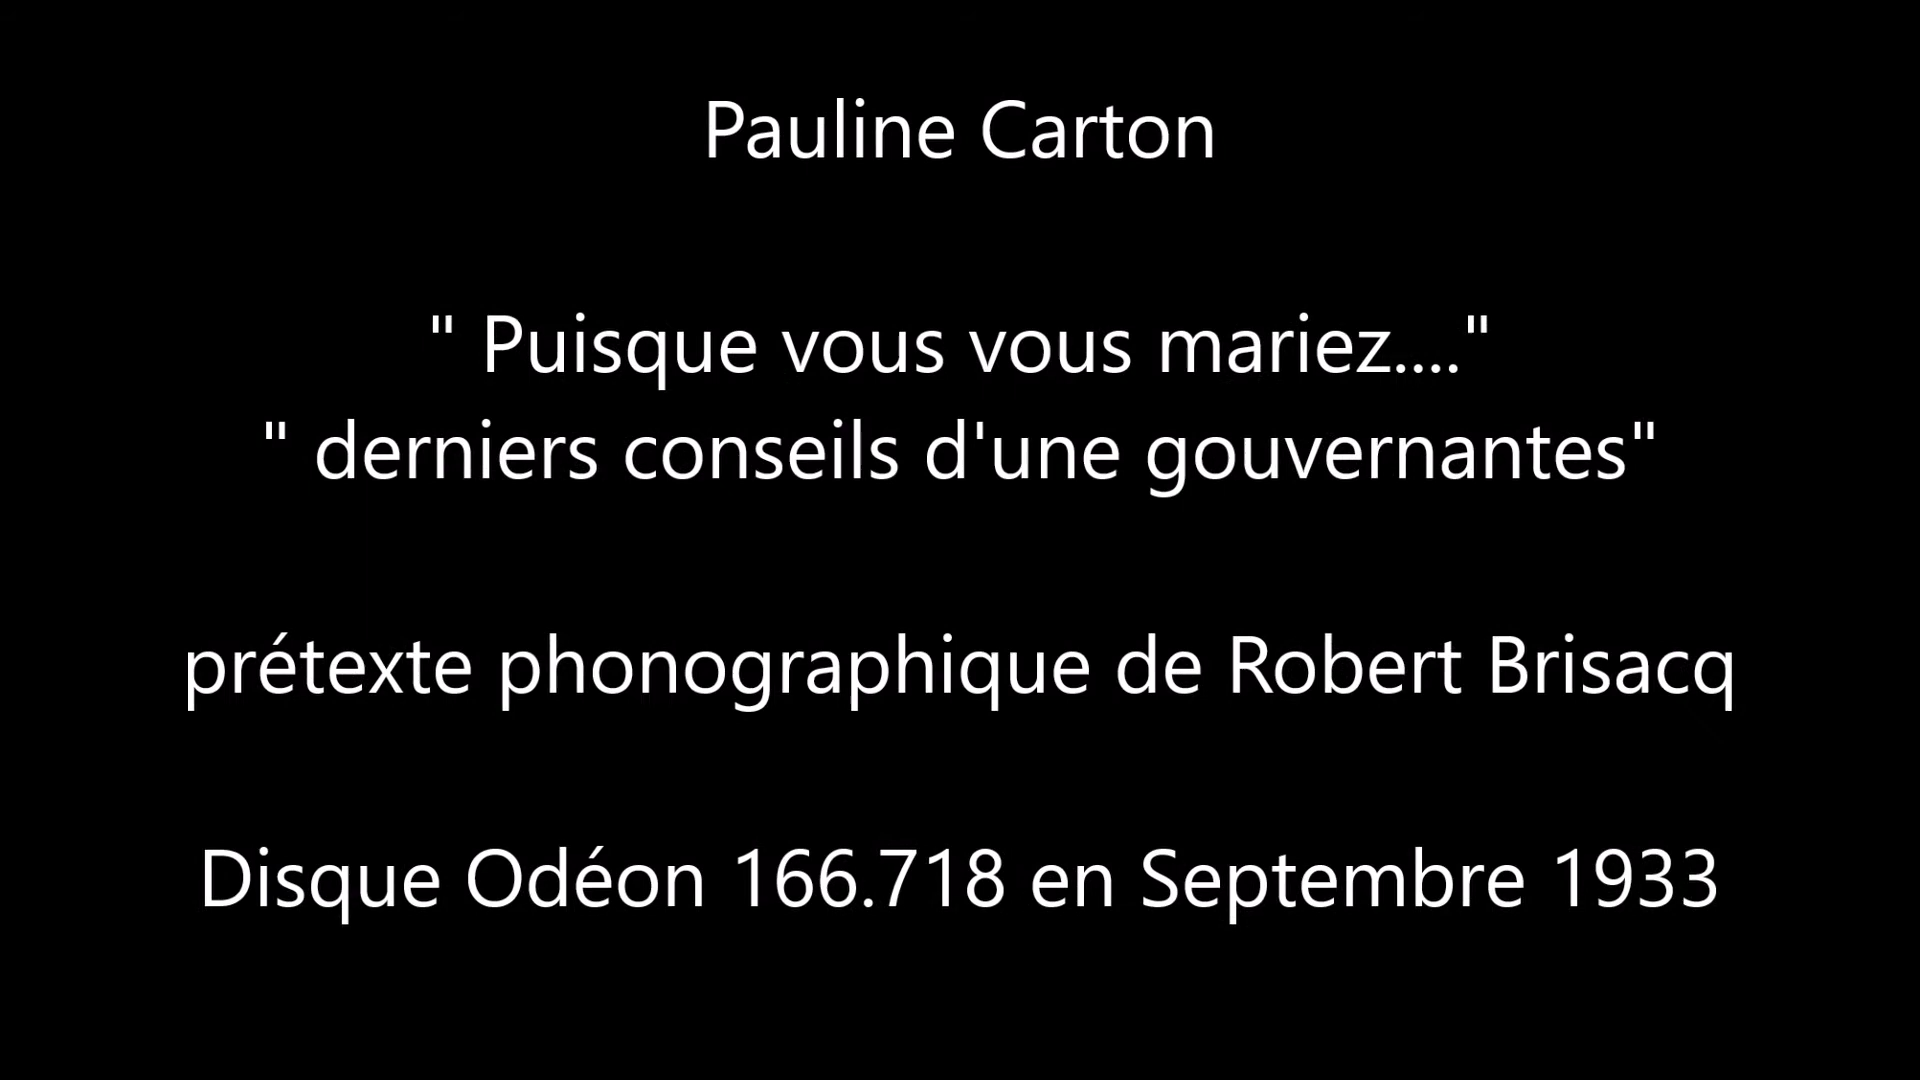 Pauline Carton
" Puisque vous vous mariez...."
" derniers conseils d'une gouvernantes"
prétexte phonographique de Robert Brisacq
Disque Odéon 166.718 en Septembre 1933